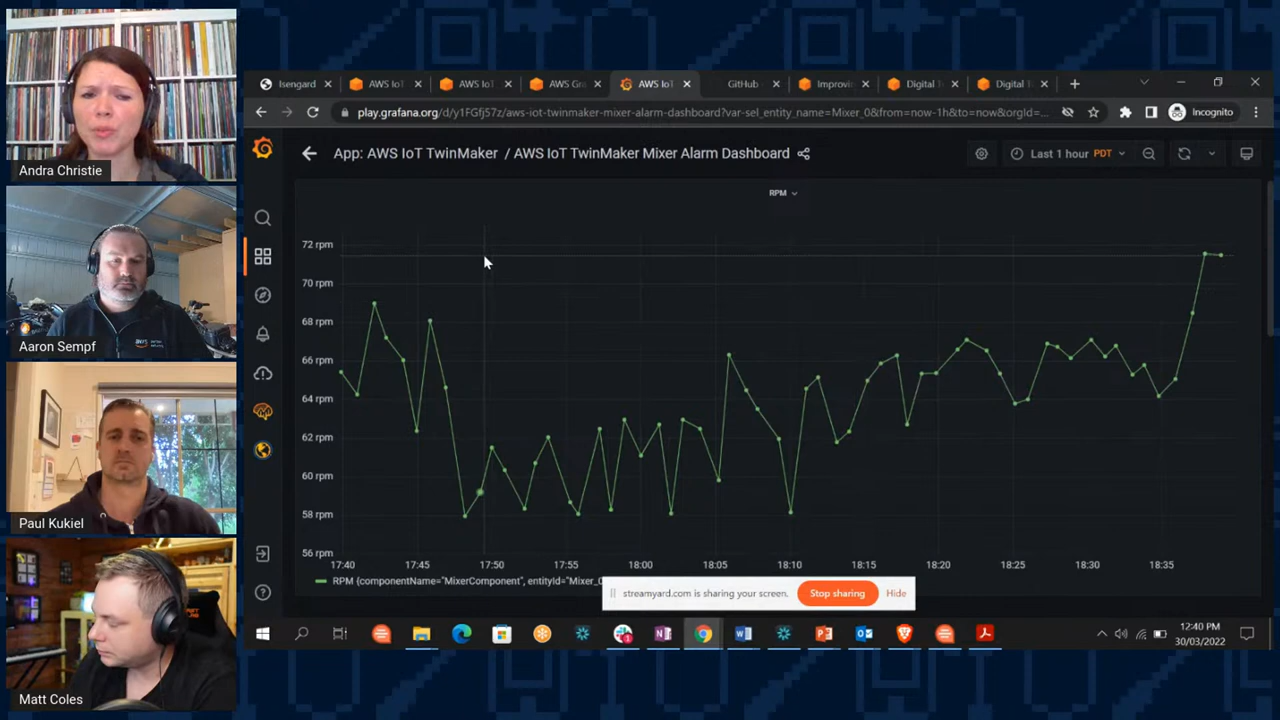 Andra Christie
Aaron Sempf
aws
Paul Kukiel
Matt Coles
Isengard
AWS IoT
AWS IoT
AWS Gra
AWS IoT
GitHub
Improvin
Digital
Digital
play.grafana.org/d/y1FGfj57z/aws-iot-twinmaker-mixer-alarm-dashboard?var-sel_entity_name=Mixer_0&from=now-1h&to=now&orgId=...
Incognito
App: AWS IoT TwinMaker / AWS IoT TwinMaker Mixer Alarm Dashboard
Last 1 hour PDT
RPM
72 rpm
70 rpm
68 rpm
66 rpm
64 rpm
62 rpm
60 rpm
58 rpm
56 rpm
17:40 17:45 17:50 17:55 18:00 18:05 18:10 18:15 18:20 18:25 18:30 18:35
RPM {componentName="MixerComponent", entityId="Mixer_0
streamyard.com is sharing your screen.
Stop sharing
Hide
12:40 PM
30/03/2022